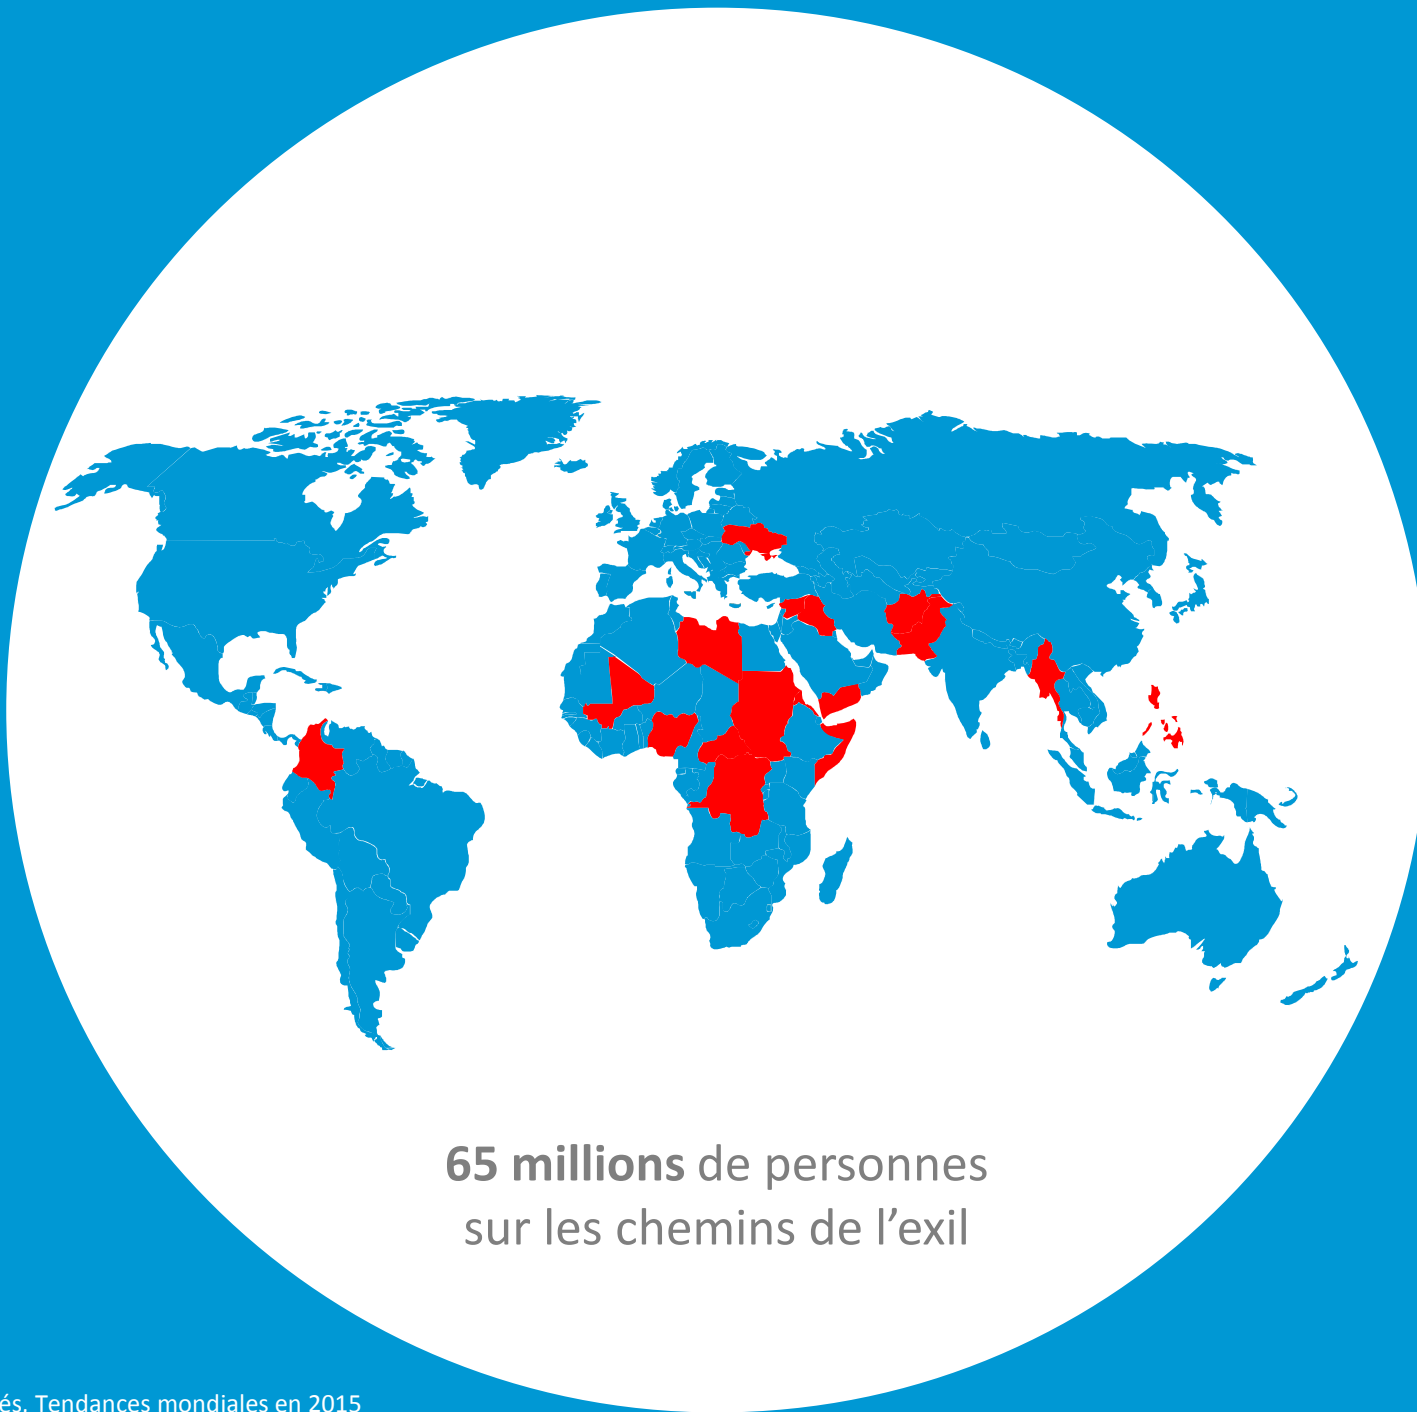 65 millions de personnes
sur les chemins de l’exil
és. Tendances mondiales en 2015